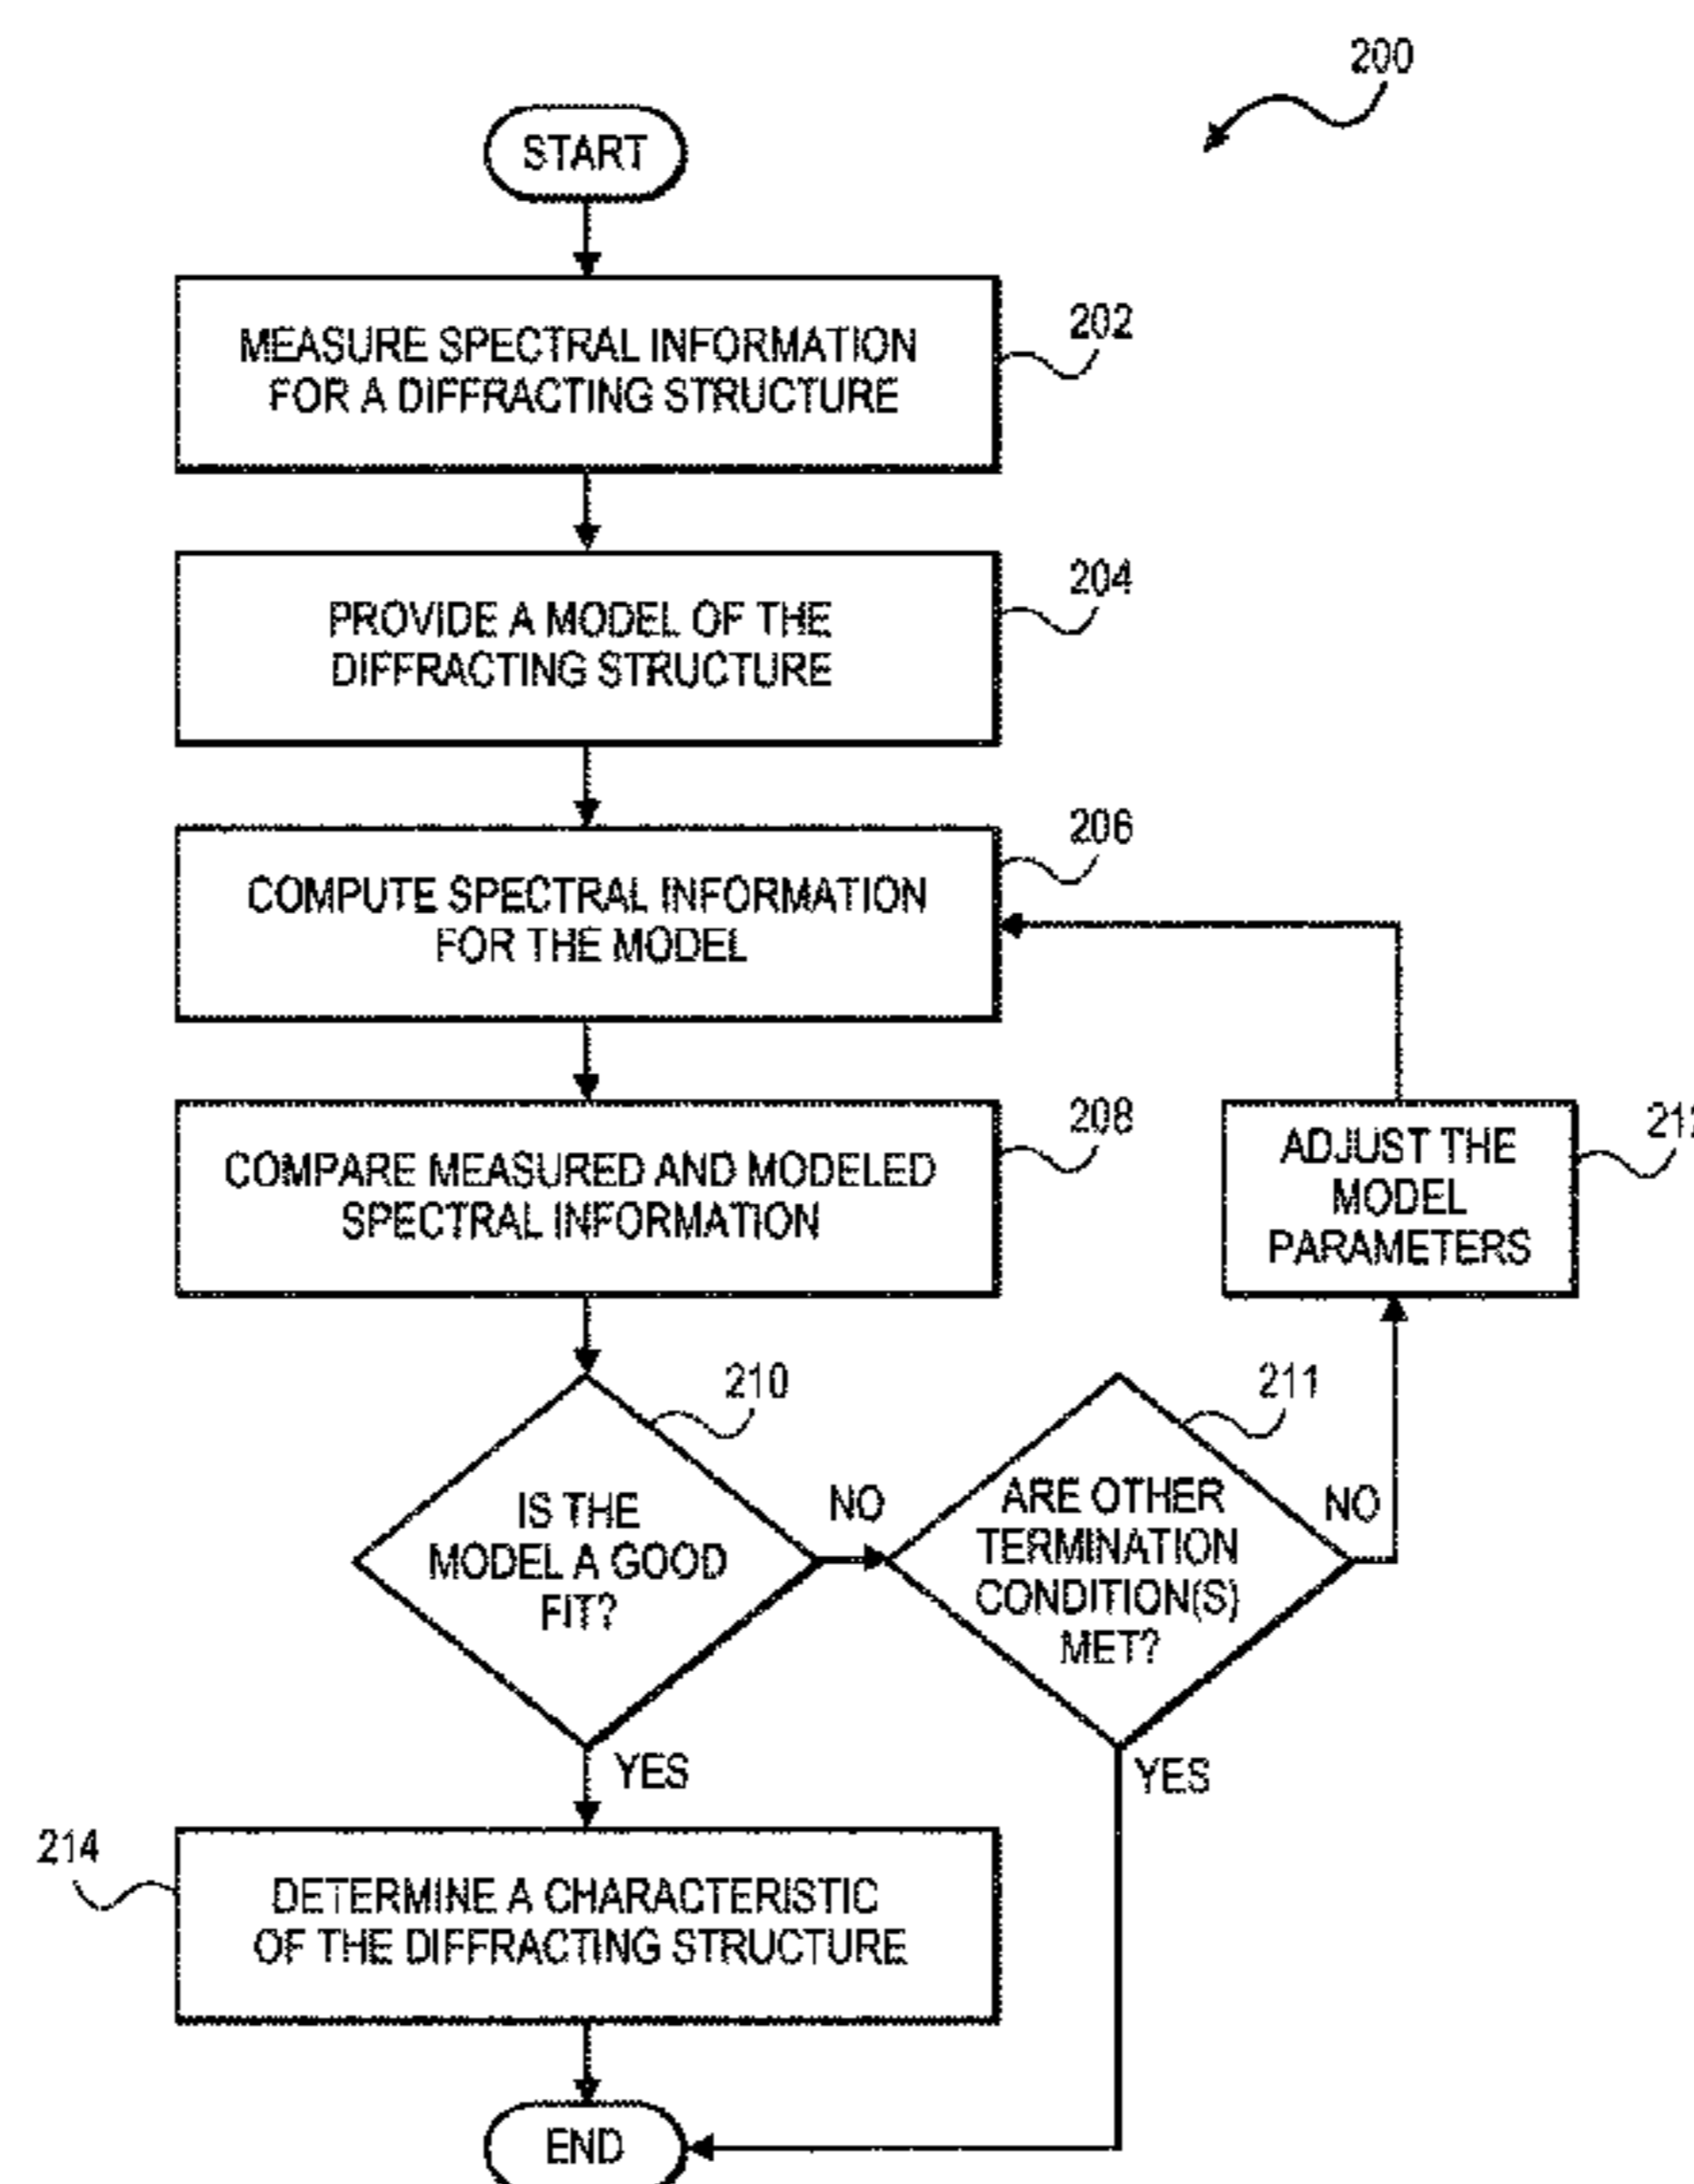 200
START
MEASURE SPECTRAL INFORMATION
FOR A DIFFRACTING STRUCTURE
202
PROVIDE A MODEL OF THE
DIFFRACTING STRUCTURE
204
COMPUTE SPECTRAL INFORMATION
FOR THE MODEL
206
COMPARE MEASURED AND MODELED
SPECTRAL INFORMATION
208
ADJUST THE
MODEL
PARAMETERS
212
IS THE
MODEL A GOOD
FIT?
210
NO
ARE OTHER
TERMINATION
CONDITION(S)
MET?
211
NO
YES
YES
214
DETERMINE A CHARACTERISTIC
OF THE DIFFRACTING STRUCTURE
END